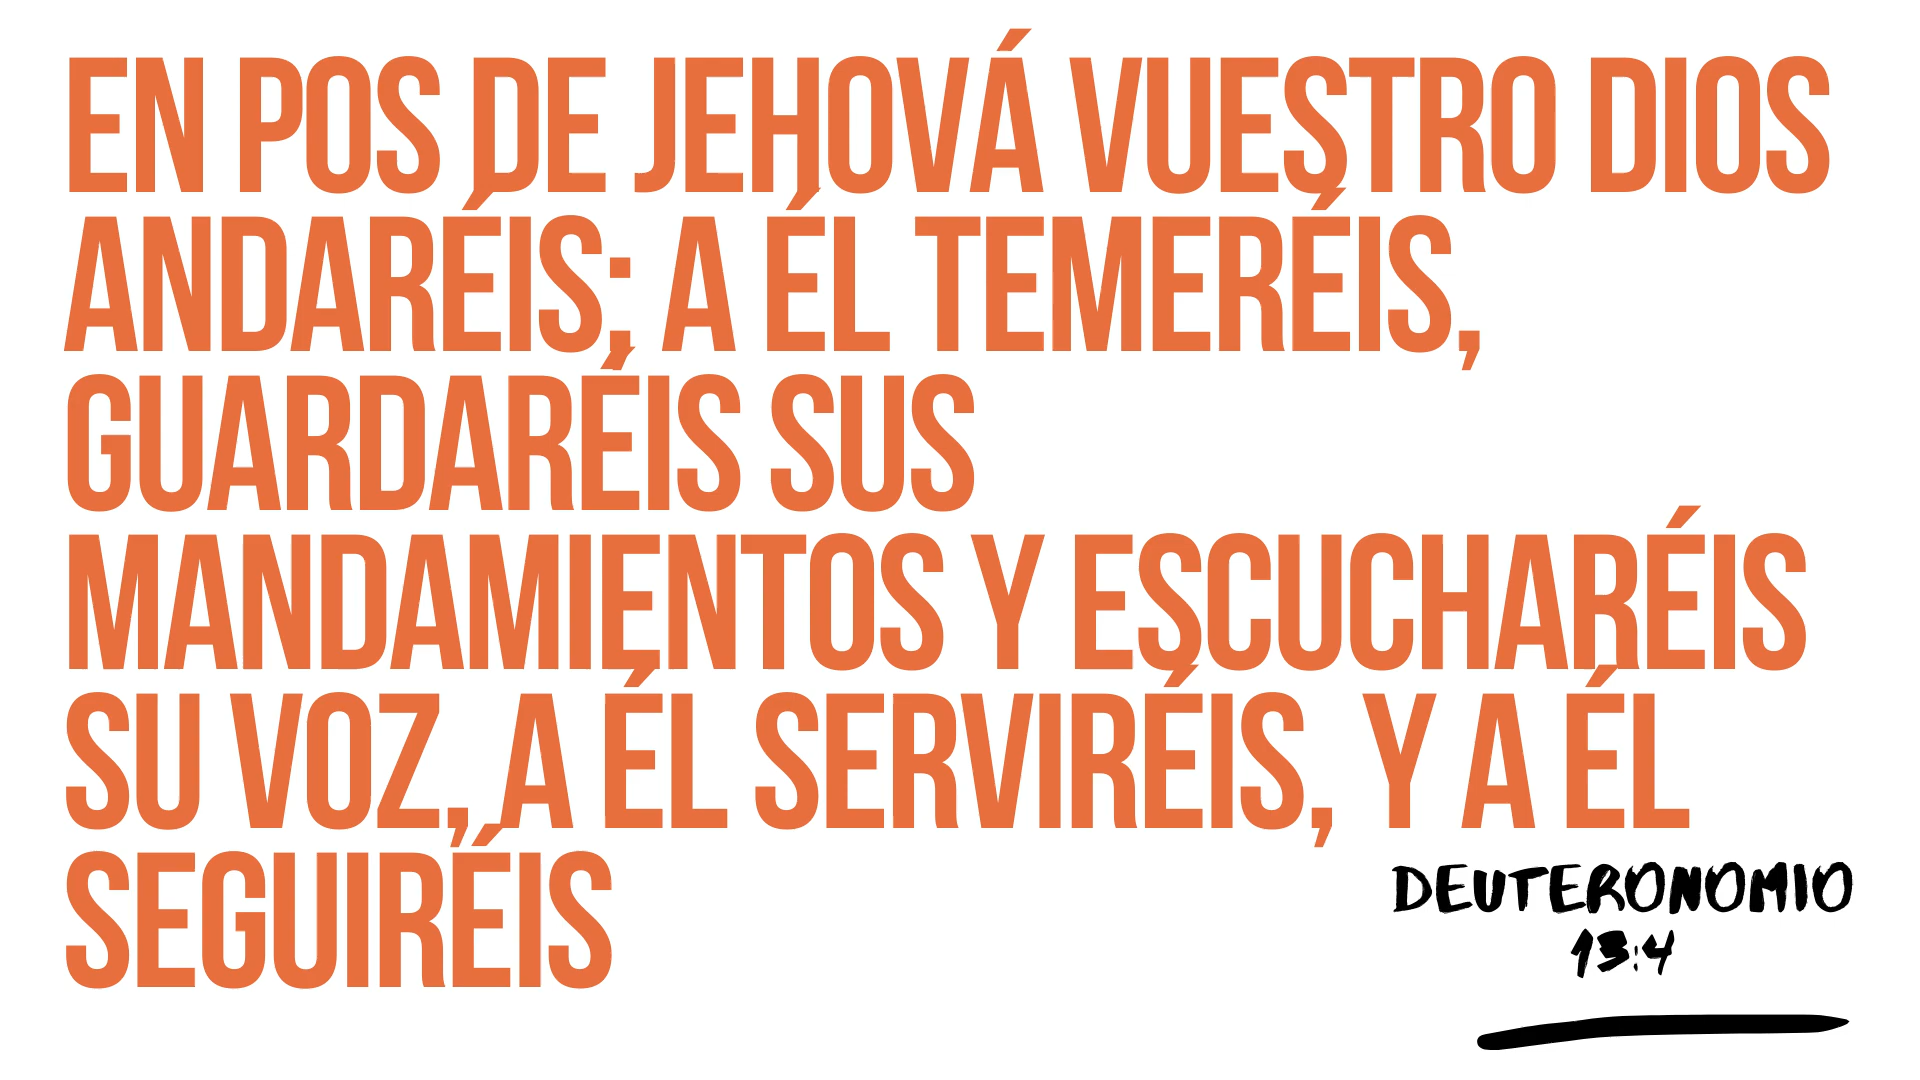 EN POS DE JEHOVÁ VUESTRO DIOS
ANDARÉIS; A ÉL TEMERÉIS,
GUARDARÉIS SUS
MANDAMIENTOS Y ESCUCHARÉIS
SU VOZ, A ÉL SERVIRÉIS, Y A ÉL
SEGUIRÉIS
DEUTERONOMIO
13:4